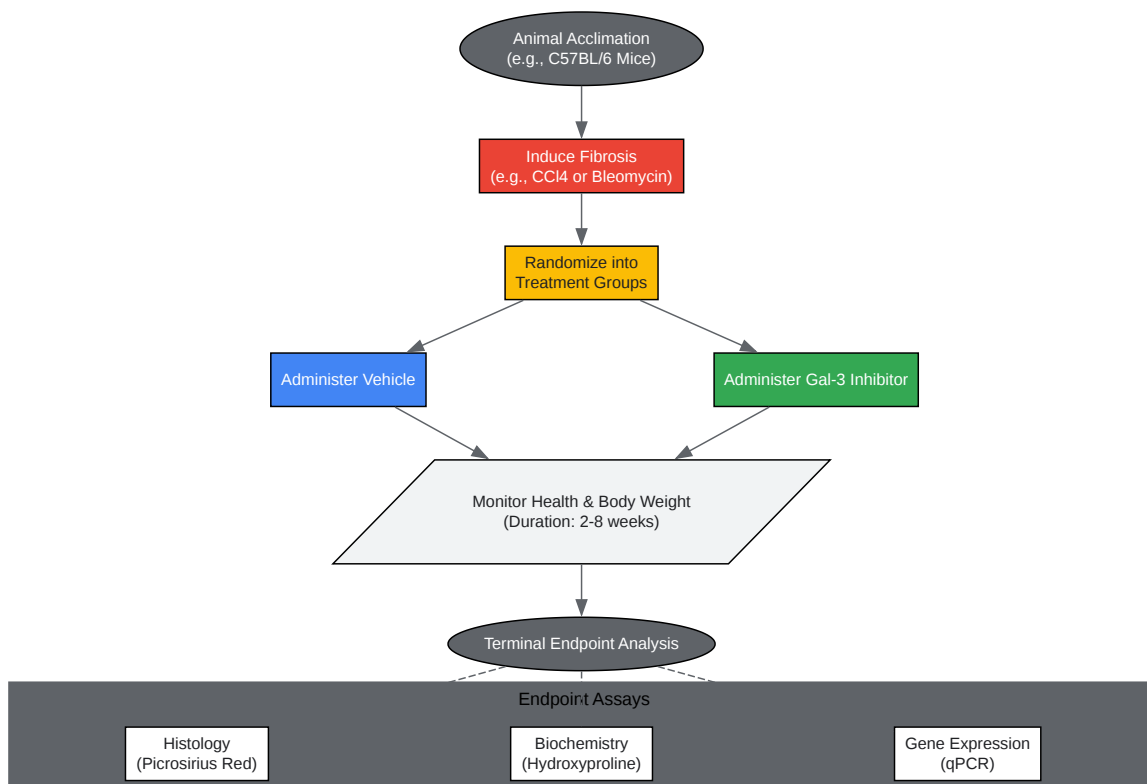 Animal Acclimation
(e.g., C57BL/6 Mice)
Induce Fibrosis
(e.g., CCl4 or Bleomycin)
Randomize into
Treatment Groups
Administer Vehicle
Administer Gal-3 Inhibitor
Monitor Health & Body Weight
(Duration: 2-8 weeks)
Terminal Endpoint Analysis
Endpoint Assays
Histology
(Picrosirius Red)
Biochemistry
(Hydroxyproline)
Gene Expression
(qPCR)